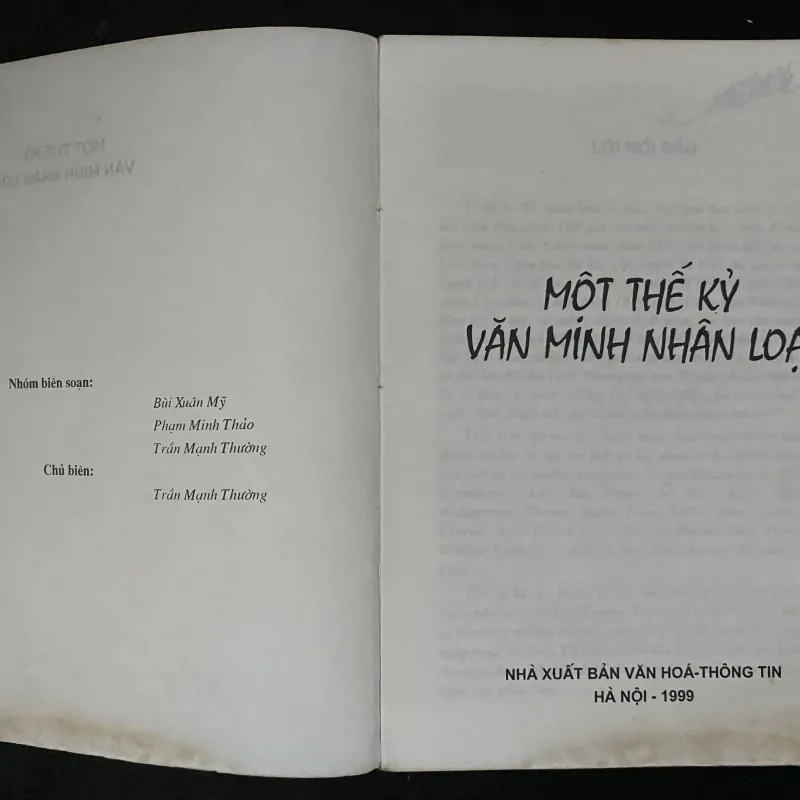 Nhóm biên soạn:
Bùi Xuân Mỹ
Phạm Minh Thảo
Trần Mạnh Thường
Chủ biên:
Trần Mạnh Thường
MỘT THẾ KỶ
VĂN MINH NHÂN LOẠ
NHÀ XUẤT BẢN VĂN HOÁ-THÔNG TIN
HÀ NỘI - 1999